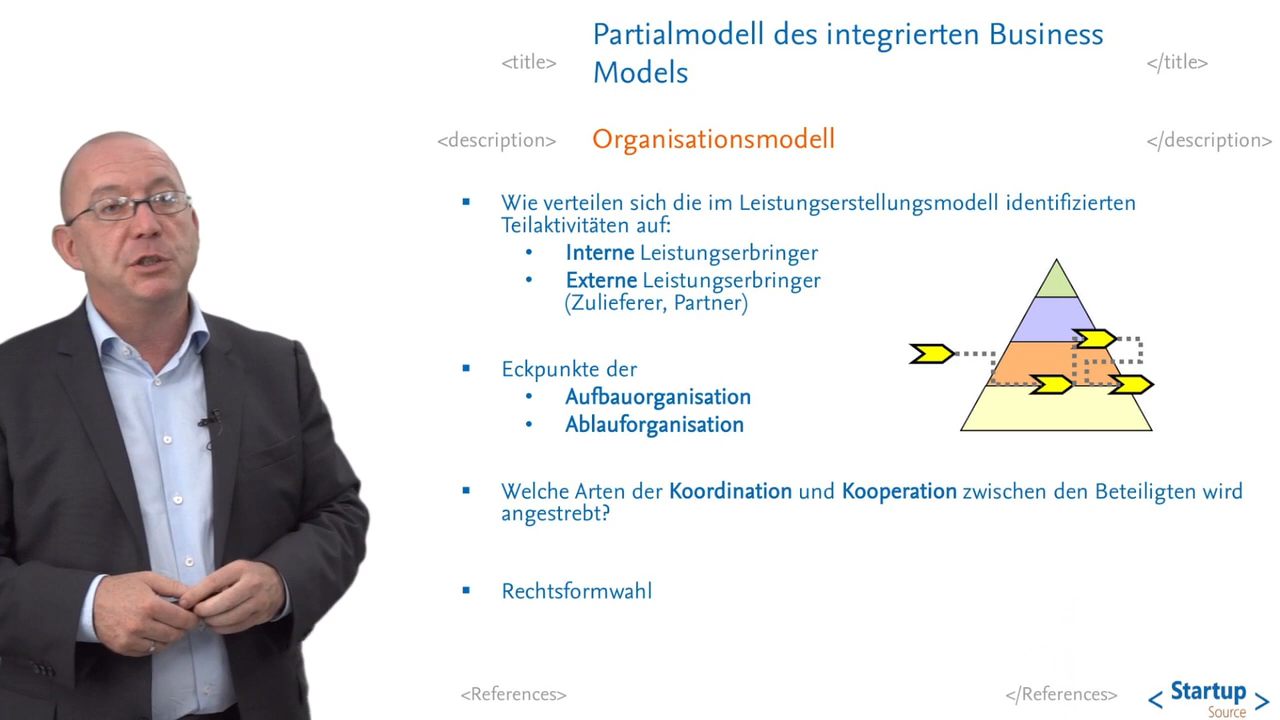 Partialmodell des integrierten Business
<title> Models </title>
<description> Organisationsmodell </description>
▪ Wie verteilen sich die im Leistungserstellungsmodell identifizierten
Teilaktivitäten auf:
• Interne Leistungserbringer
• Externe Leistungserbringer
(Zulieferer, Partner)
▪ Eckpunkte der
• Aufbauorganisation
• Ablauforganisation
▪ Welche Arten der Koordination und Kooperation zwischen den Beteiligten wird
angestrebt?
▪ Rechtsformwahl
<References> </References>
< Startup >
Source